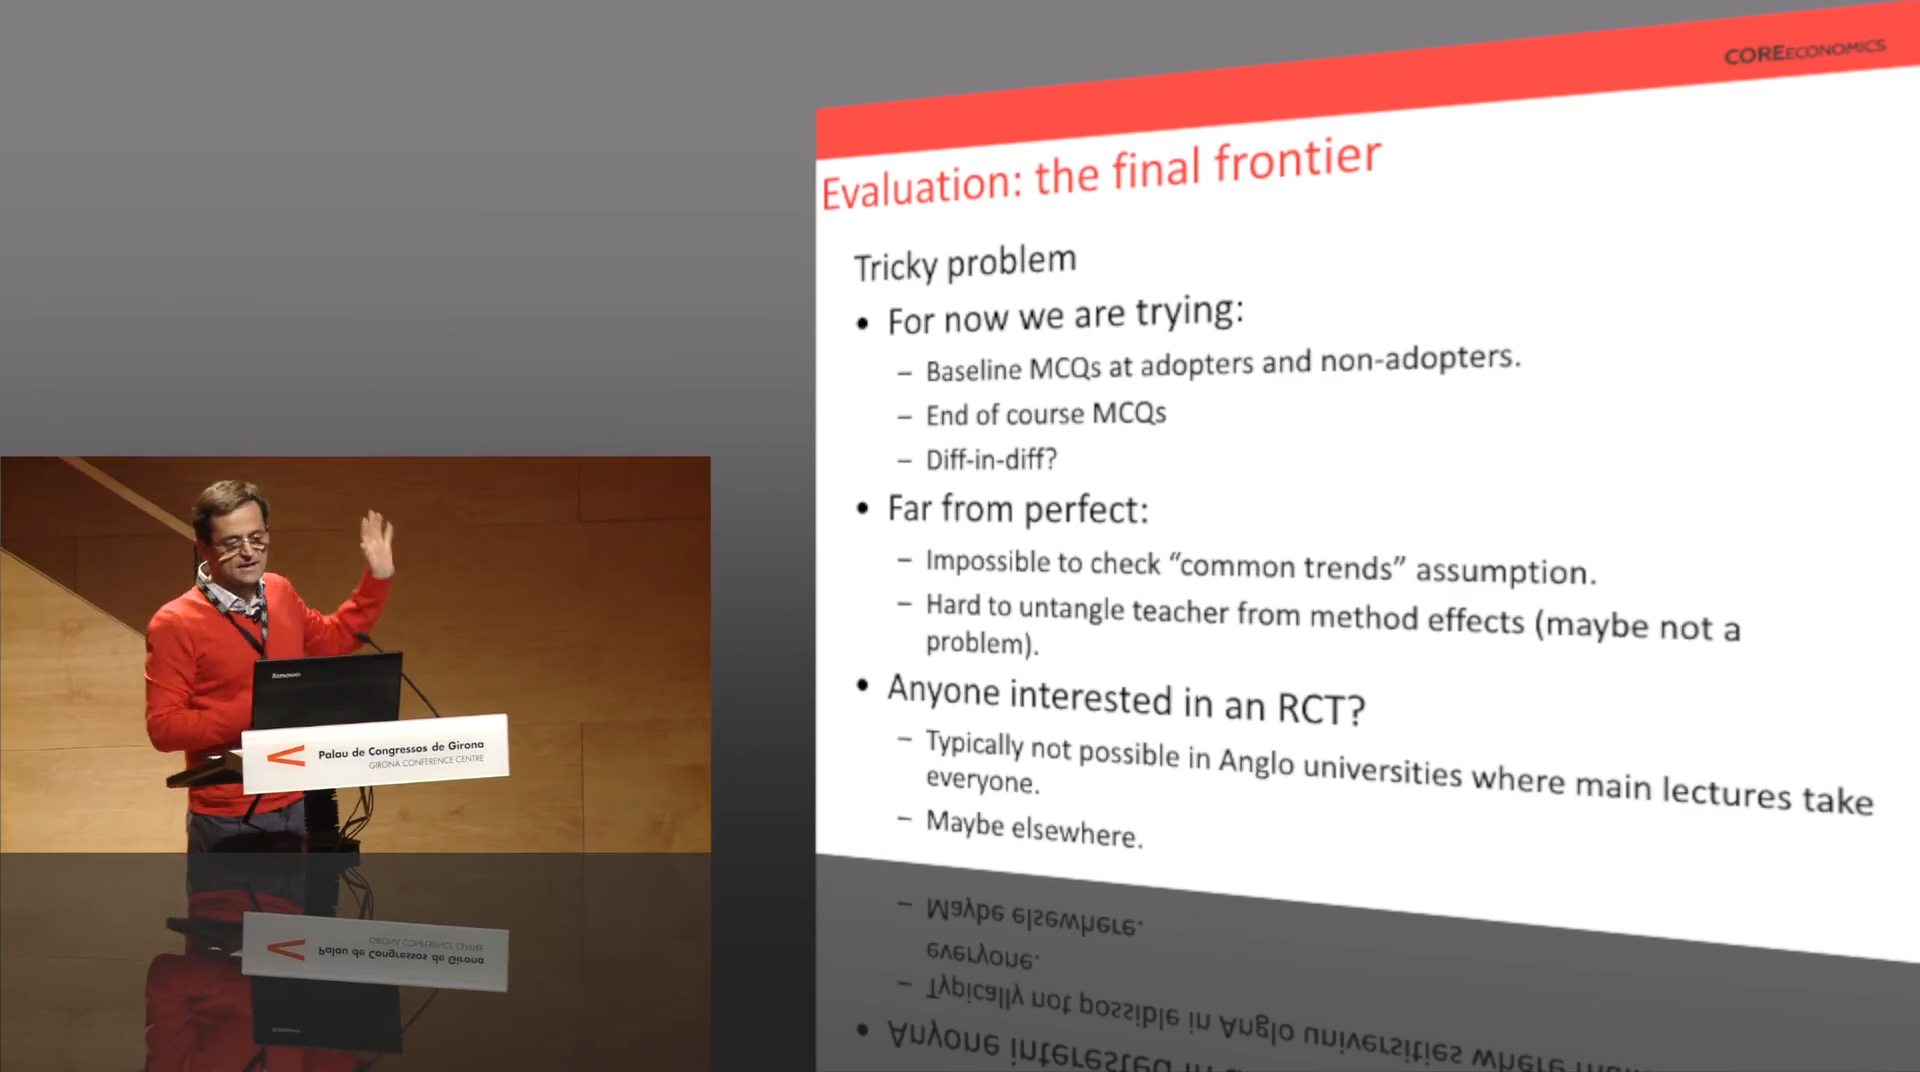 COREECONOMICS
Evaluation: the final frontier
Tricky problem
• For now we are trying:
– Baseline MCQs at adopters and non-adopters.
– End of course MCQs
– Diff-in-diff?
• Far from perfect:
– Impossible to check “common trends” assumption.
– Hard to untangle teacher from method effects (maybe not a
problem).
• Anyone interested in an RCT?
– Typically not possible in Anglo universities where main lectures take
everyone.
– Maybe elsewhere.
lenovo
Palau de Congressos de Girona
GIRONA CONFERENCE CENTRE